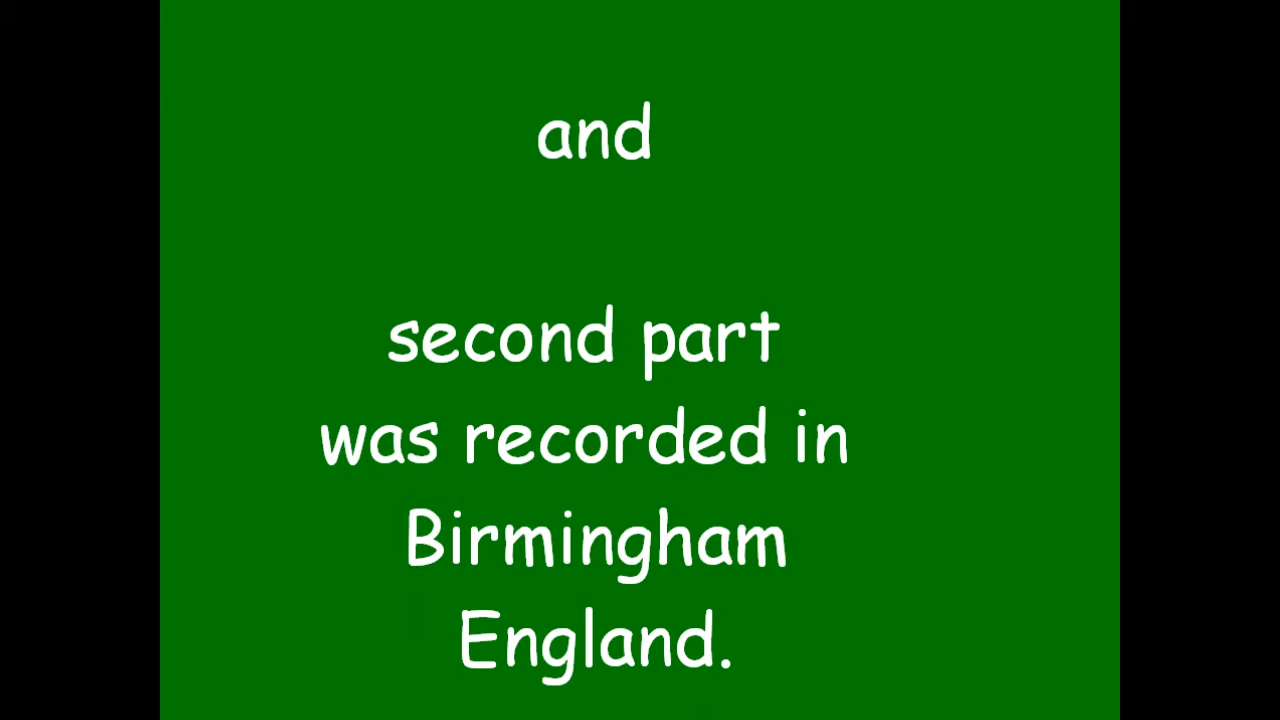 and
second part
was recorded in
Birmingham
England.